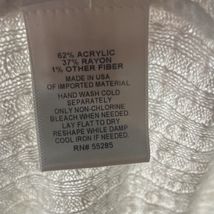 62% ACRYLIC
37% RAYON
1% OTHER FIBER
MADE IN USA
OF IMPORTED MATERIAL
HAND WASH COLD
SEPARATELY
ONLY NON-CLORINE
BLEACH WHEN NEEDED.
LAY FLAT TO DRY
RESHAPE WHILE DAMP
COOL IRON IF NEEDED.
RN# 55285